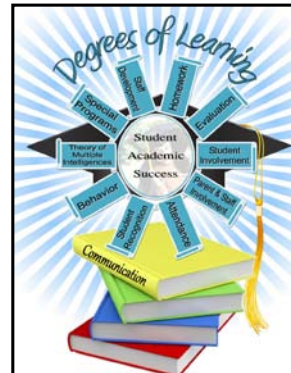 Degrees of Learning
Staff
Development
Homework
Special
Programs
Evaluation
Theory of
Multiple
Intelligences
Student
Academic
Success
Student
Involvement
Behavior
Parent & Staff
Involvement
Student
Recognition
Attendance
Communication